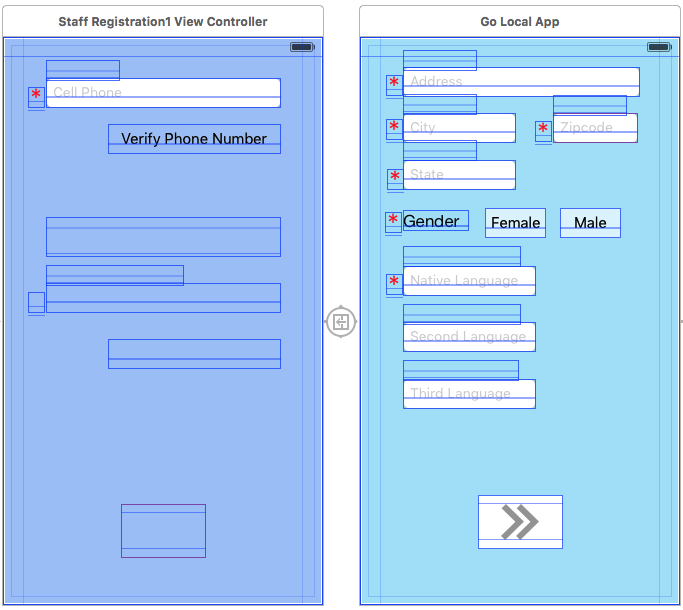 Staff Registration1 View Controller
* Cell Phone
Verify Phone Number
Go Local App
* Address
* City
* Zipcode
* State
* Gender Female Male
* Native Language
Second Language
Third Language